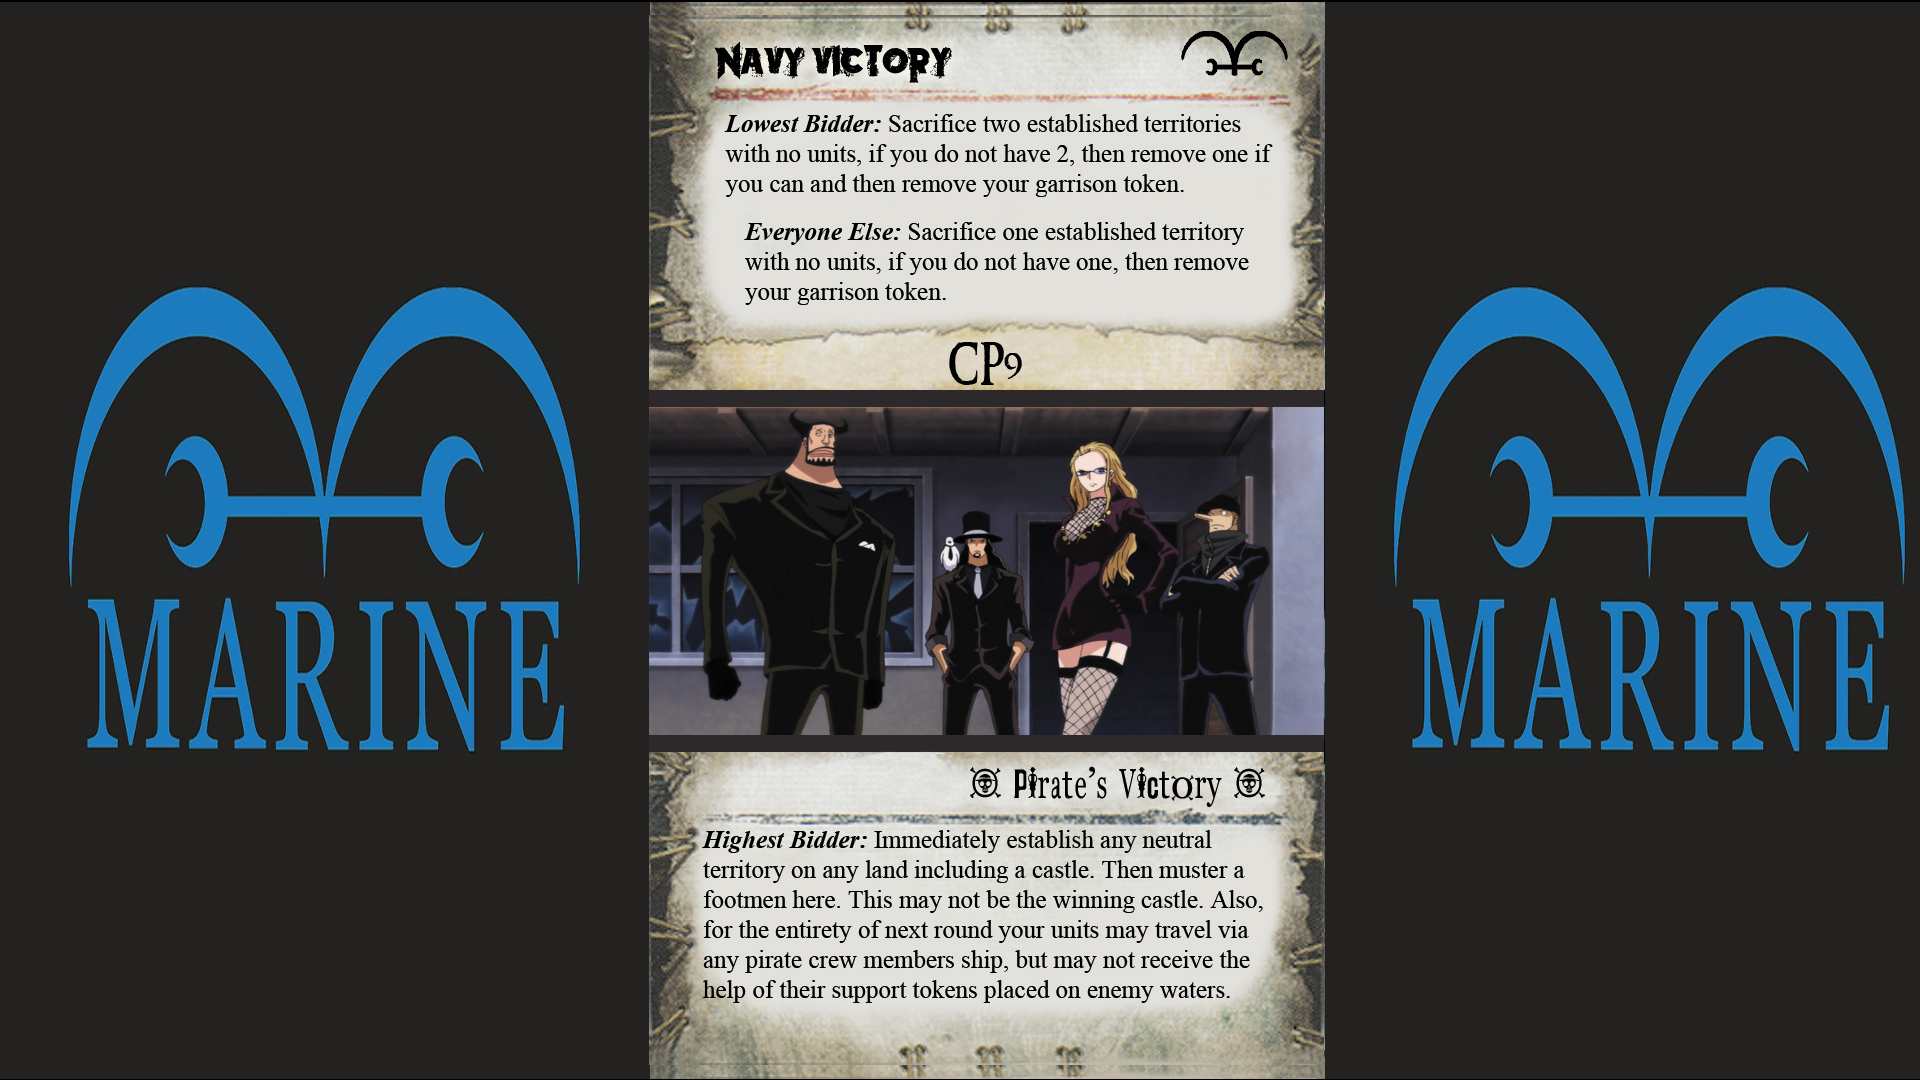 NAVY VICTORY
Lowest Bidder: Sacrifice two established territories
with no units, if you do not have 2, then remove one if
you can and then remove your garrison token.
Everyone Else: Sacrifice one established territory
with no units, if you do not have one, then remove
your garrison token.
CP9
MARINE
MARINE
Pirate's Victory
Highest Bidder: Immediately establish any neutral
territory on any land including a castle. Then muster a
footmen here. This may not be the winning castle. Also,
for the entirety of next round your units may travel via
any pirate crew members ship, but may not receive the
help of their support tokens placed on enemy waters.